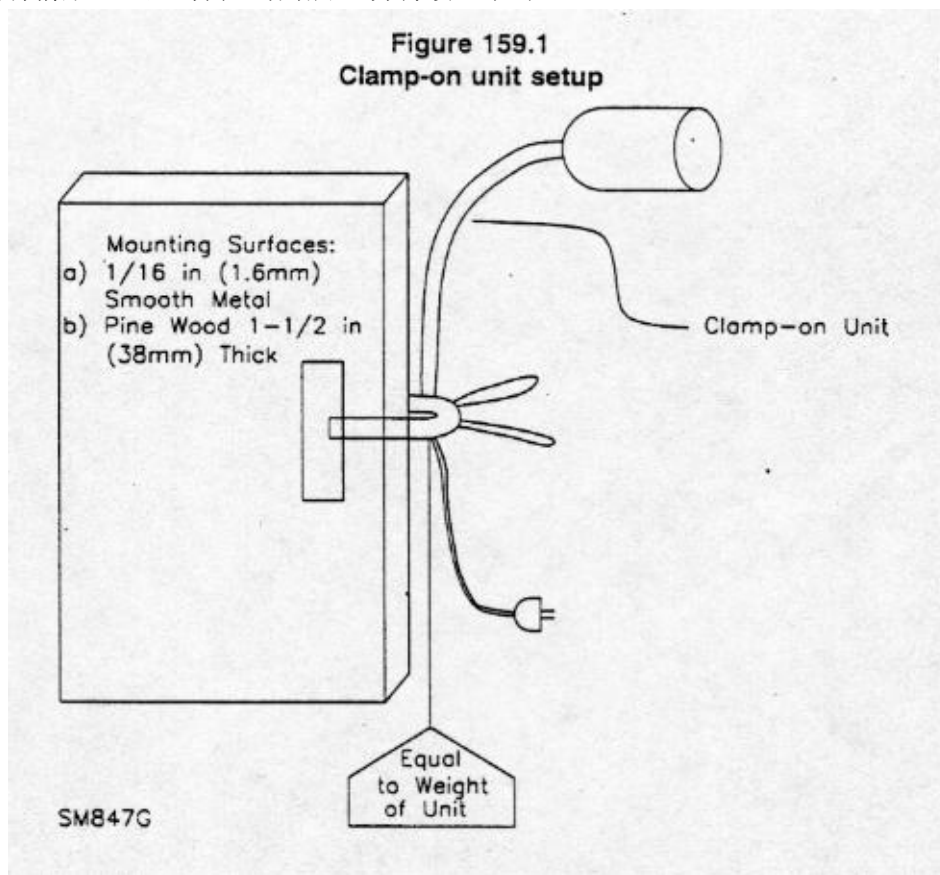 Figure 159.1
Clamp-on unit setup
Mounting Surfaces:
a) 1/16 in (1.6mm)
Smooth Metal
b) Pine Wood 1-1/2 in
(38mm) Thick
Clamp-on Unit
Equal
to Weight
of Unit
SM847G